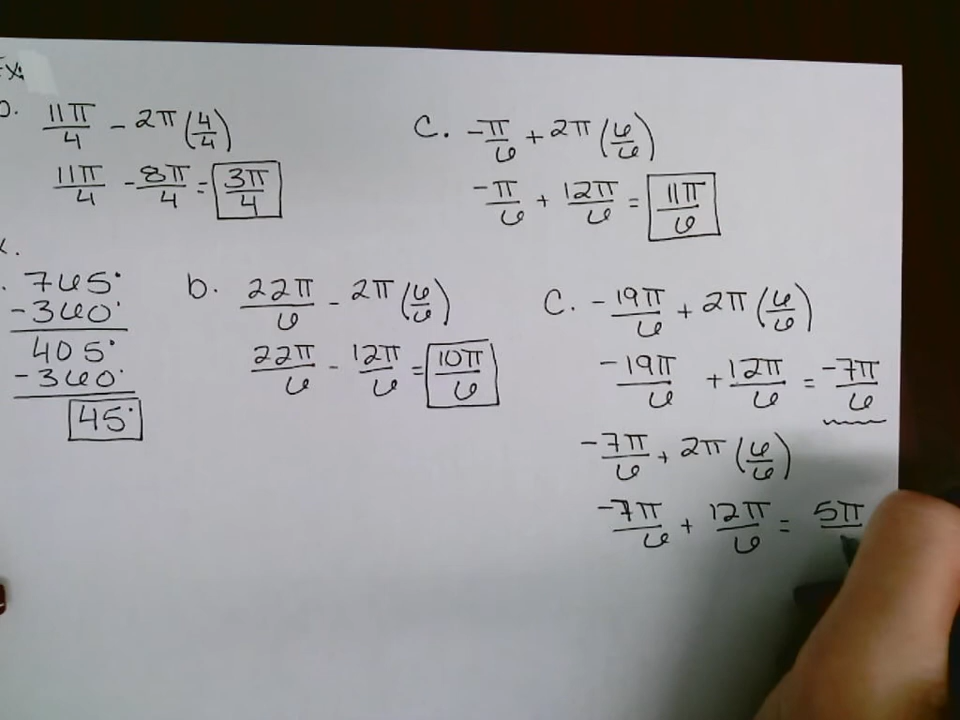 Ex:
b. 11π/4 - 2π (4/4)
11π/4 - 8π/4 = 3π/4
C. -π/6 + 2π (6/6)
-π/6 + 12π/6 = 11π/6
x.
. 765°
-360°
405°
-360°
45°
b. 22π/6 - 2π (6/6)
22π/6 - 12π/6 = 10π/6
C. -19π/6 + 2π (6/6)
-19π/6 + 12π/6 = -7π/6
-7π/6 + 2π (6/6)
-7π/6 + 12π/6 = 5π/